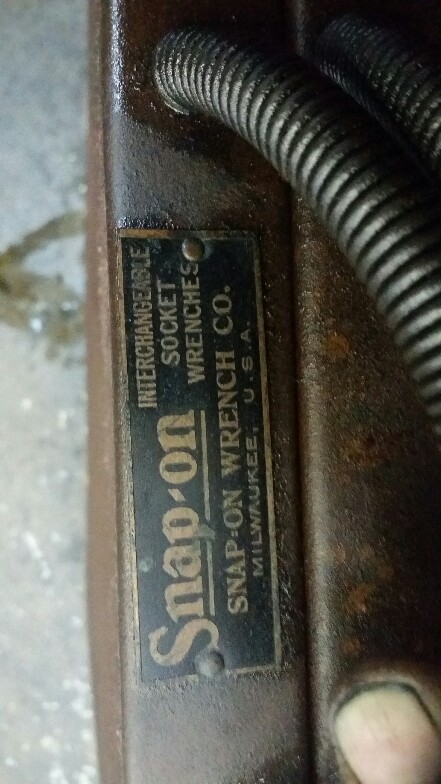 Snap-on INTERCHANGEABLE
SOCKET
WRENCHES
SNAP-ON WRENCH CO.
MILWAUKEE, U.S.A.